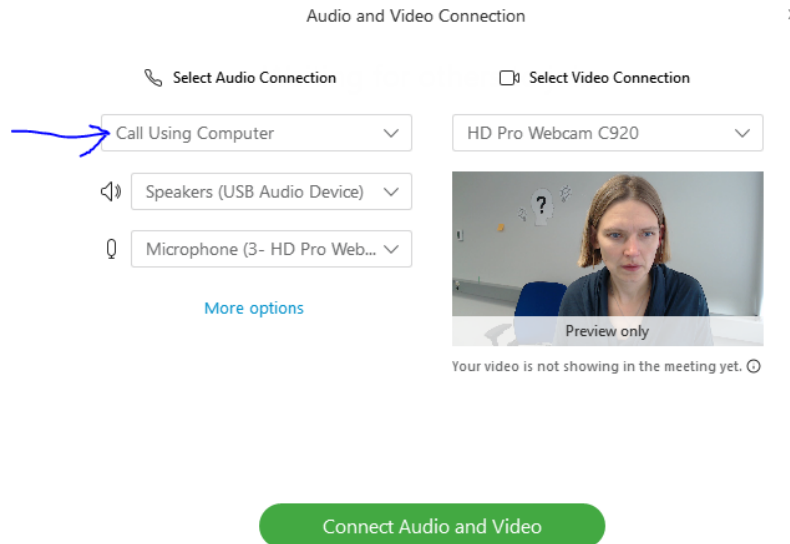 Audio and Video Connection
Select Audio Connection
Select Video Connection
Call Using Computer
HD Pro Webcam C920
Speakers (USB Audio Device)
?
?
Microphone (3- HD Pro Web...
More options
Preview only
Your video is not showing in the meeting yet.
Connect Audio and Video